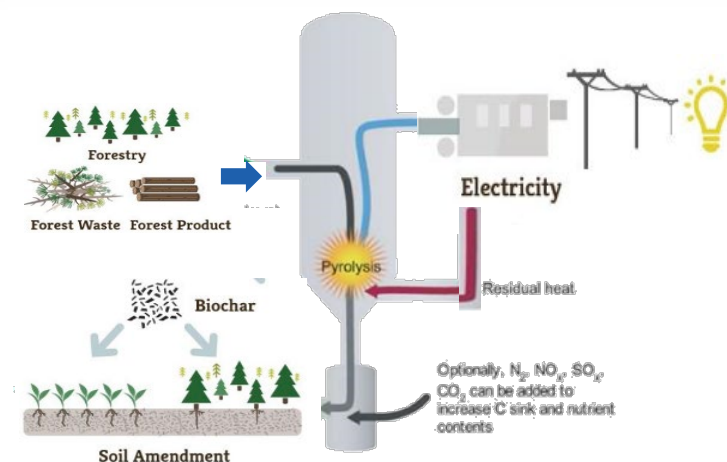 Forestry
Forest Waste
Forest Product
Electricity
Pyrolysis
Residual heat
Biochar
Optionally, N₂, NOₓ, SOₓ,
CO₂ can be added to
increase C sink and nutrient
contents
Soil Amendment